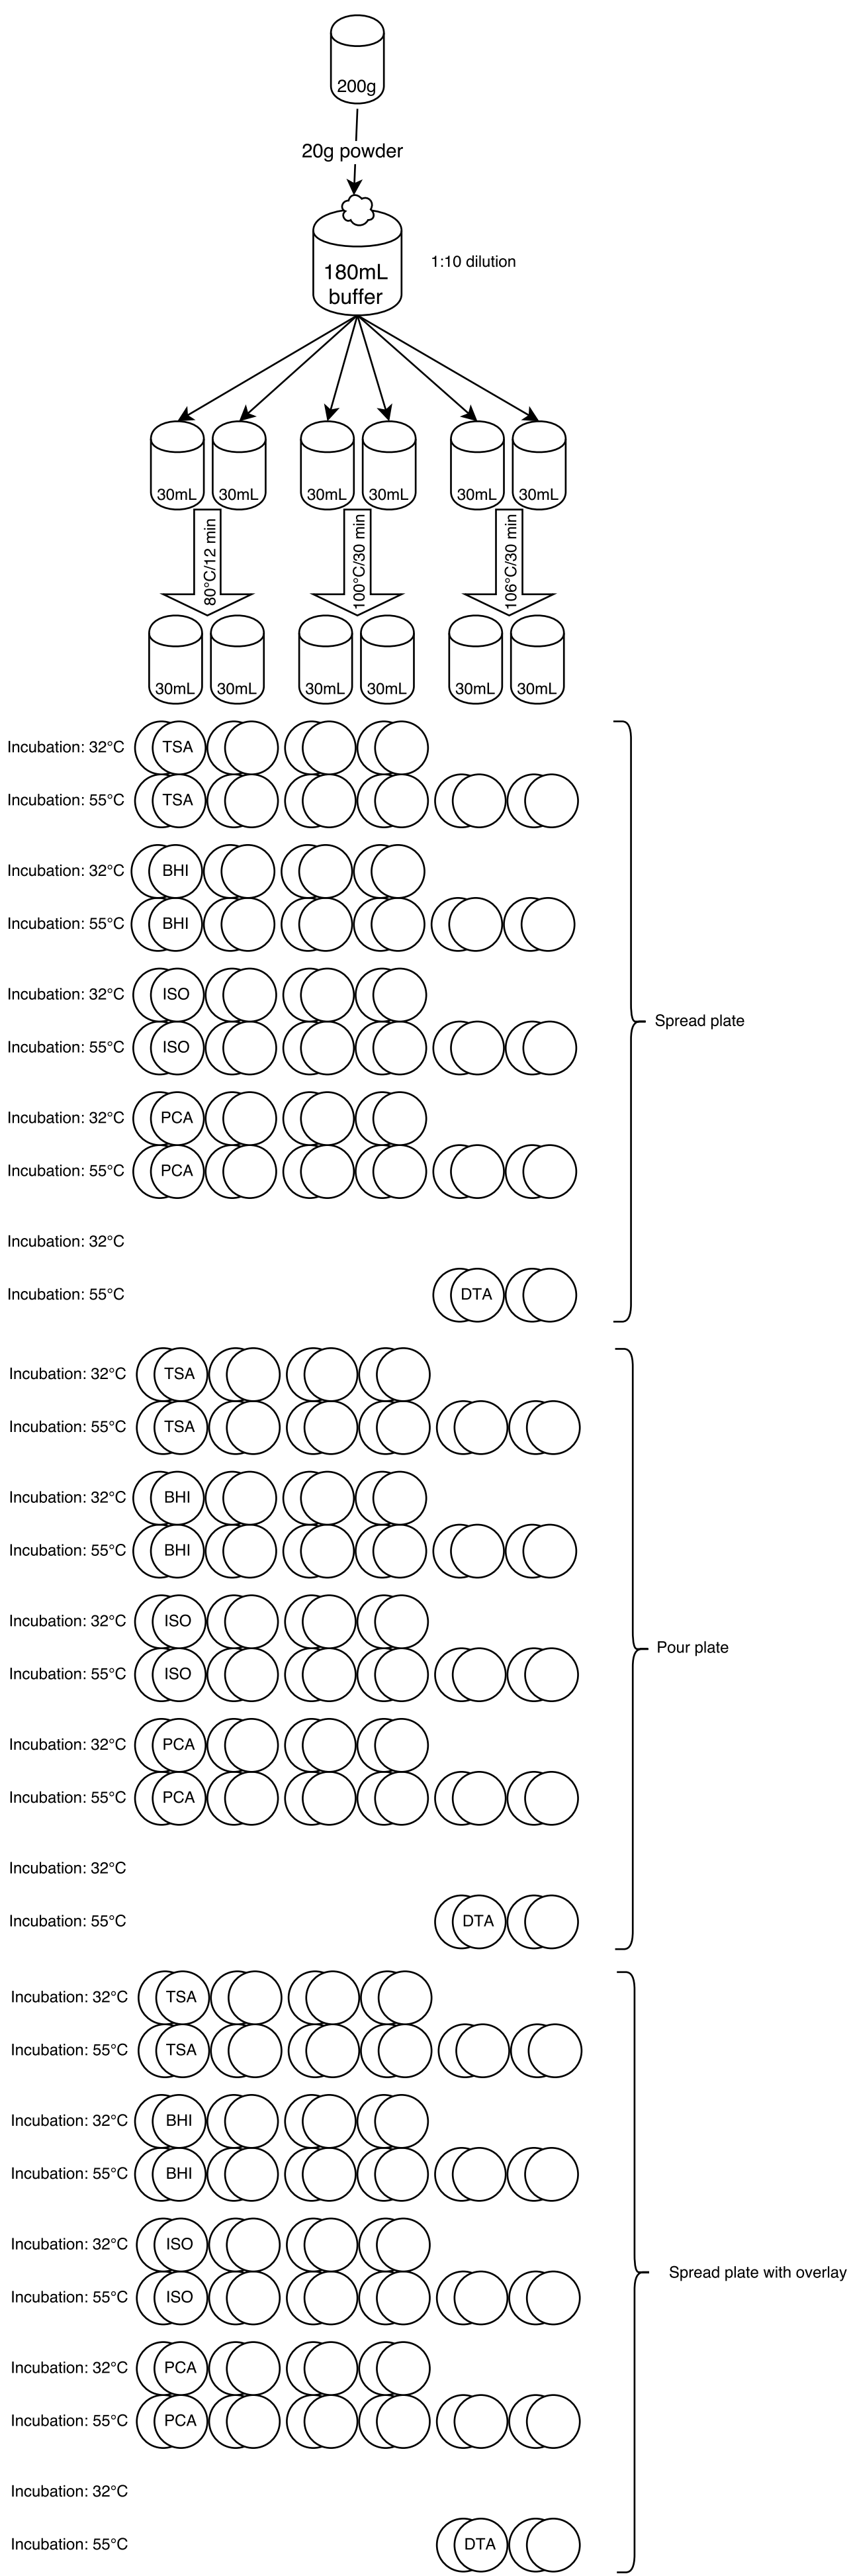 200g
20g powder
180mL
buffer
1:10 dilution
30mL 30mL 30mL 30mL 30mL 30mL
80°C/12 min 100°C/30 min 106°C/30 min
30mL 30mL 30mL 30mL 30mL 30mL
Incubation: 32°C TSA
Incubation: 55°C TSA
Incubation: 32°C BHI
Incubation: 55°C BHI
Incubation: 32°C ISO
Spread plate
Incubation: 55°C ISO
Incubation: 32°C PCA
Incubation: 55°C PCA
Incubation: 32°C
Incubation: 55°C DTA
Incubation: 32°C TSA
Incubation: 55°C TSA
Incubation: 32°C BHI
Incubation: 55°C BHI
Incubation: 32°C ISO
Pour plate
Incubation: 55°C ISO
Incubation: 32°C PCA
Incubation: 55°C PCA
Incubation: 32°C
Incubation: 55°C DTA
Incubation: 32°C TSA
Incubation: 55°C TSA
Incubation: 32°C BHI
Incubation: 55°C BHI
Incubation: 32°C ISO
Spread plate with overlay
Incubation: 55°C ISO
Incubation: 32°C PCA
Incubation: 55°C PCA
Incubation: 32°C
Incubation: 55°C DTA